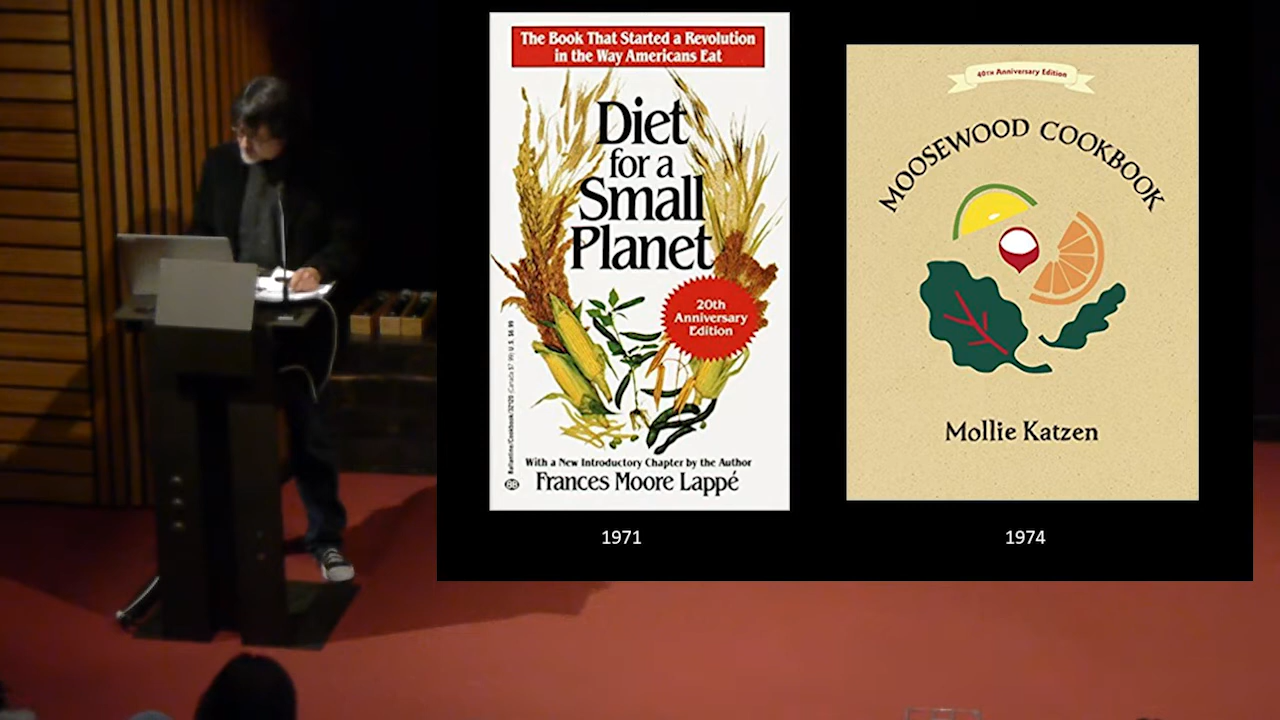 The Book That Started a Revolution
in the Way Americans Eat
Diet
for a
Small
Planet
20th
Anniversary
Edition
With a New Introductory Chapter by the Author
Frances Moore Lappé
1971
40th Anniversary Edition
MOOSEWOOD COOKBOOK
Mollie Katzen
1974